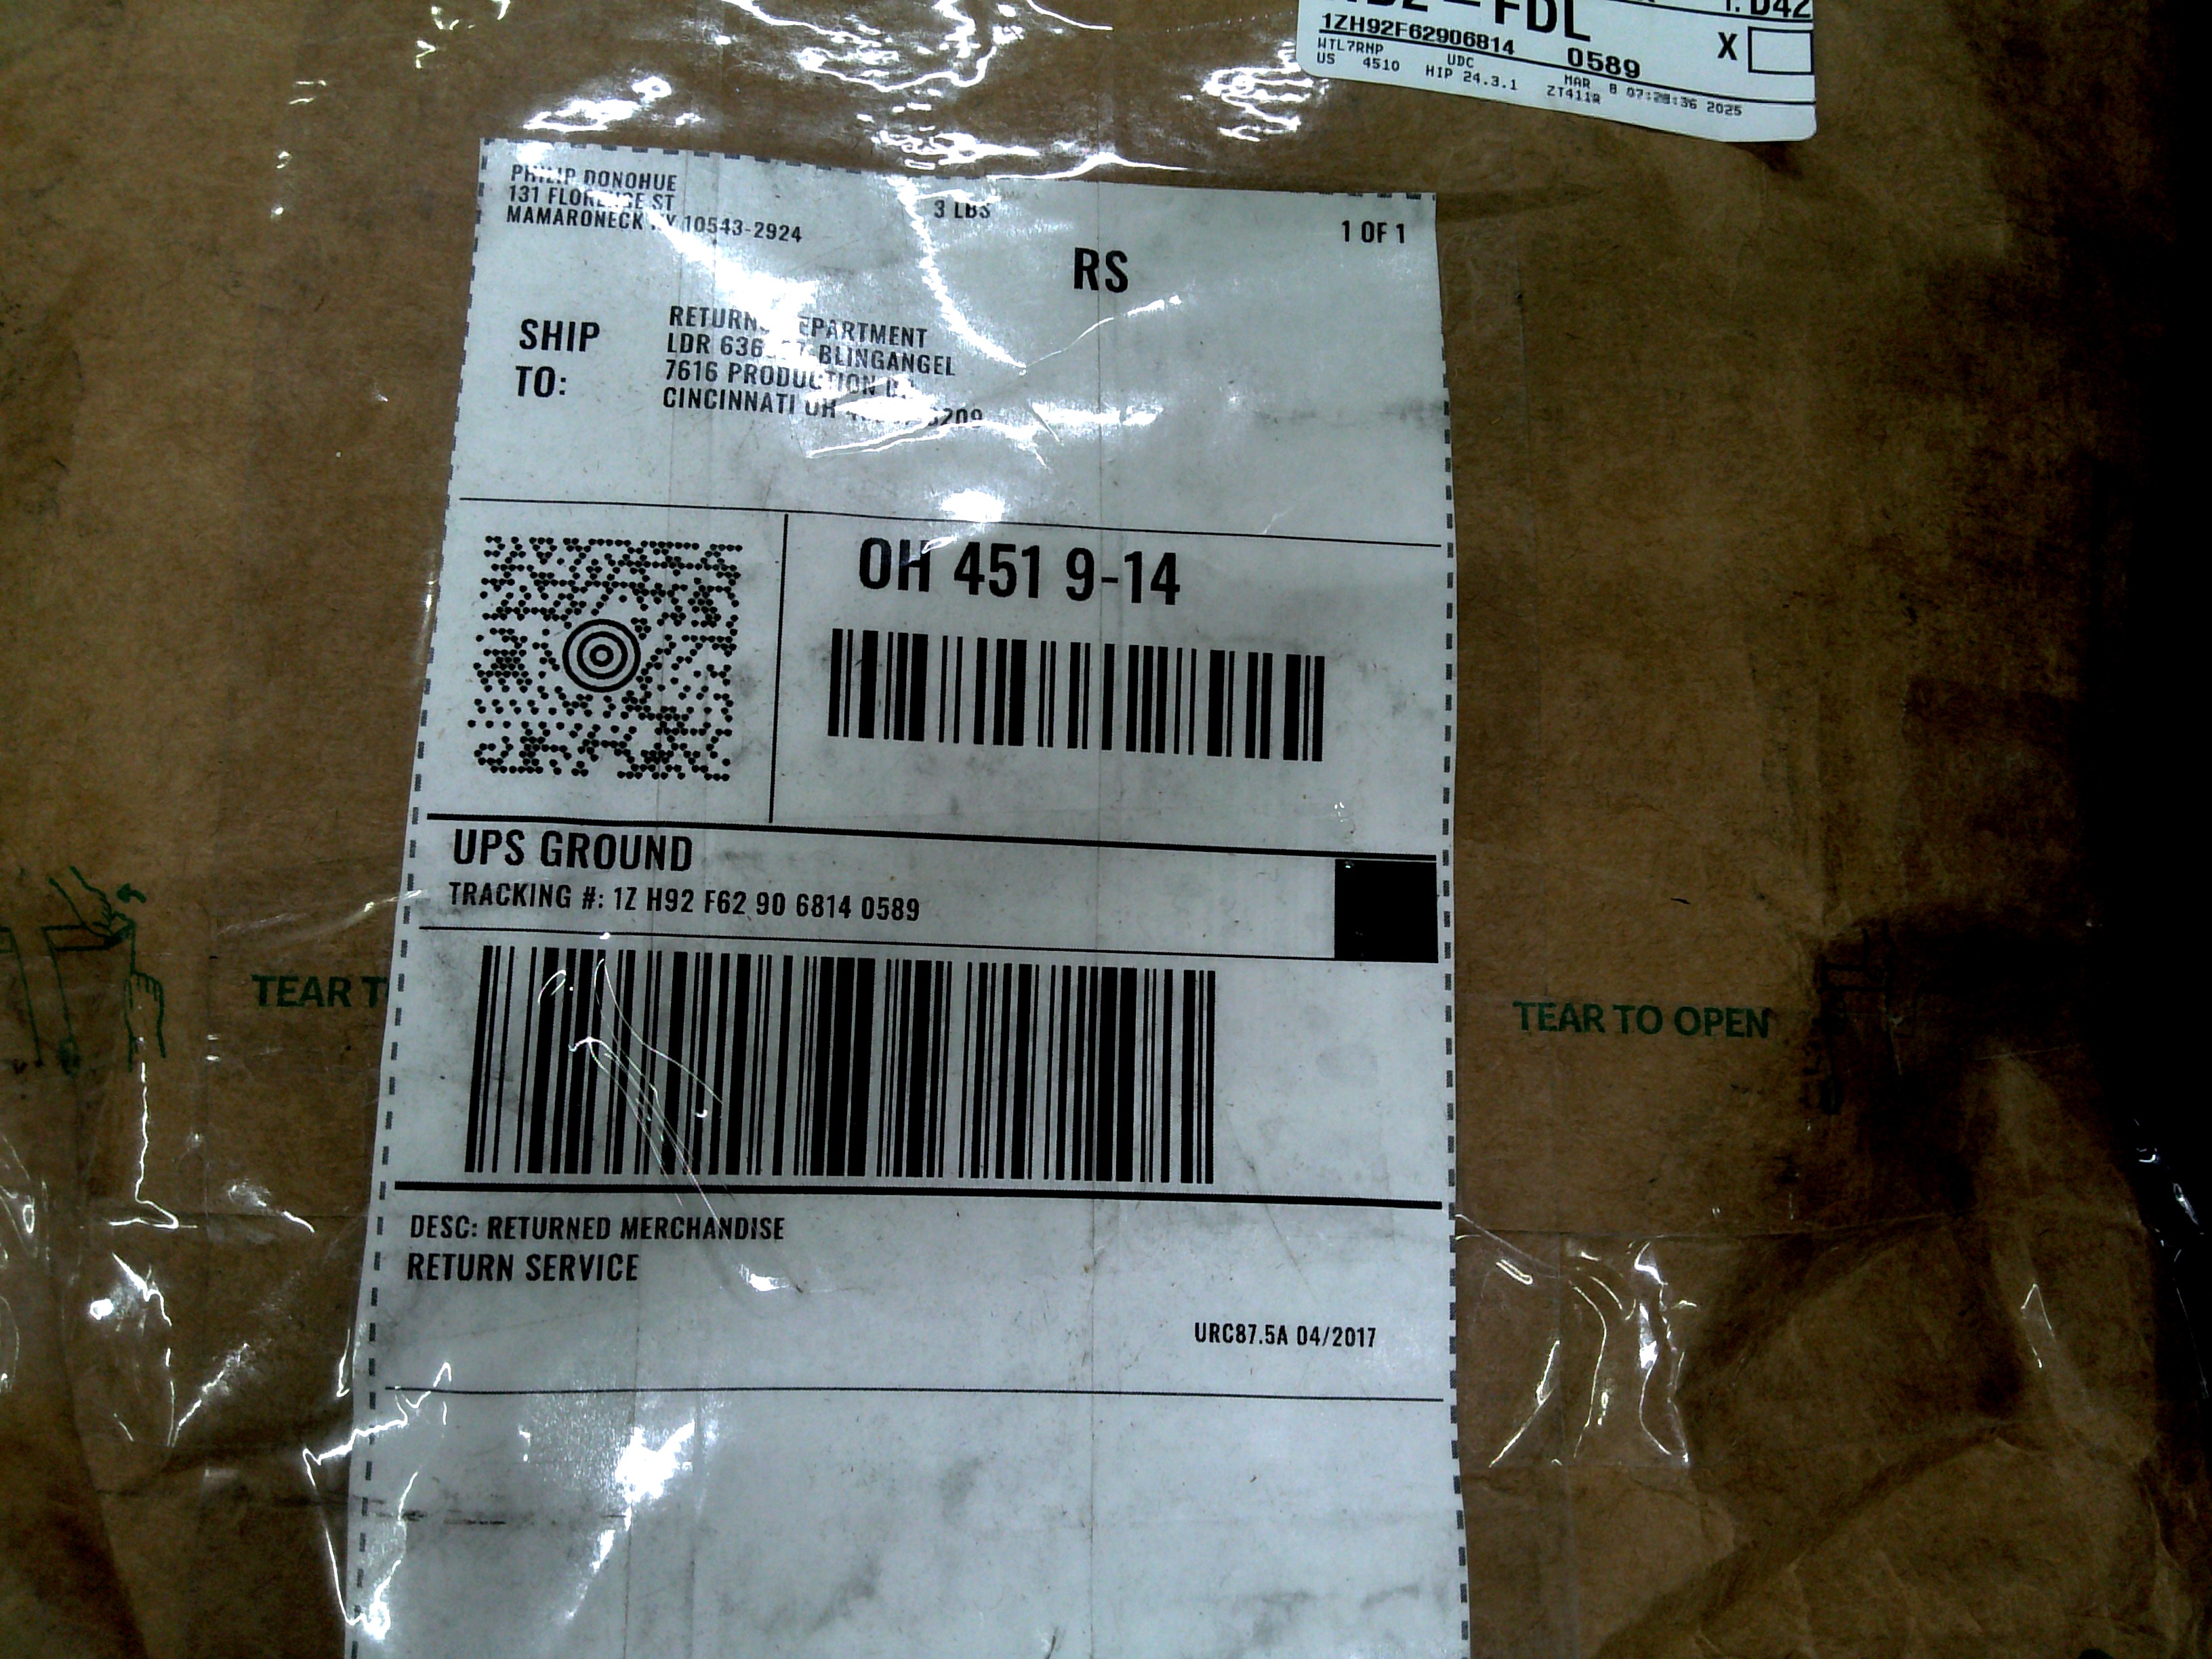 FDL
1ZH92F62906814 0589
X
WTL7RNP UDC
US 4510 HIP 24.3.1 ZT411R MAR 8 07:28:36 2025
PHILIP DONOHUE
131 FLORENCE ST
MAMARONECK NY 10543-2924
3 LBS
1 OF 1
RS
SHIP
TO:
RETURNS DEPARTMENT
LDR BLINGANGEL
7616 PRODUCTION
CINCINNATI OH
OH 451 9-14
UPS GROUND
TRACKING #: 1Z H92 F62 90 6814 0589
TEAR
TEAR TO OPEN
DESC: RETURNED MERCHANDISE
RETURN SERVICE
URC87.5A 04/2017